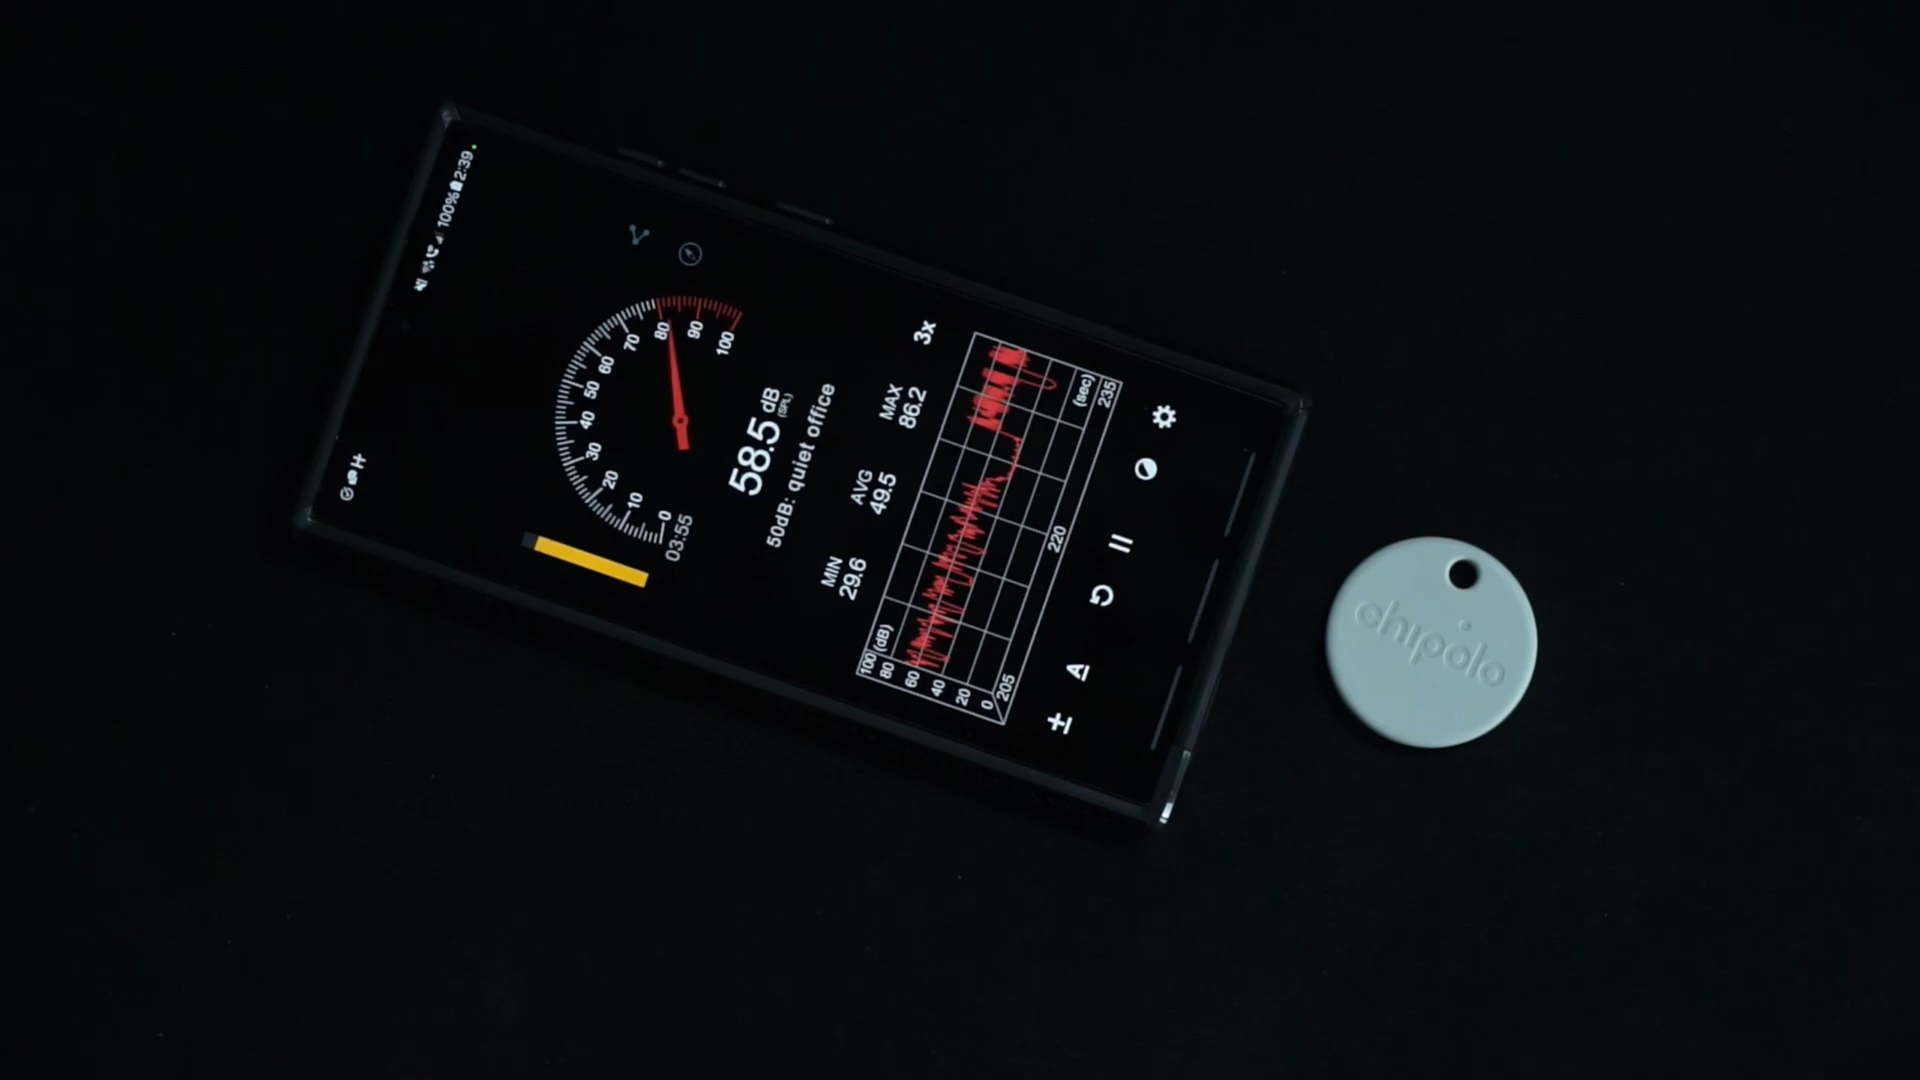 100% 2:39
0 10 20 30 40 50 60 70 80 90 100
03:55
58.5 dB
(SPL)
50dB: quiet office
3x
MIN AVG MAX
29.6 49.5 86.2
(dB)
100
80
60
40
20
0
205 220 235
(sec)
A
chipolo